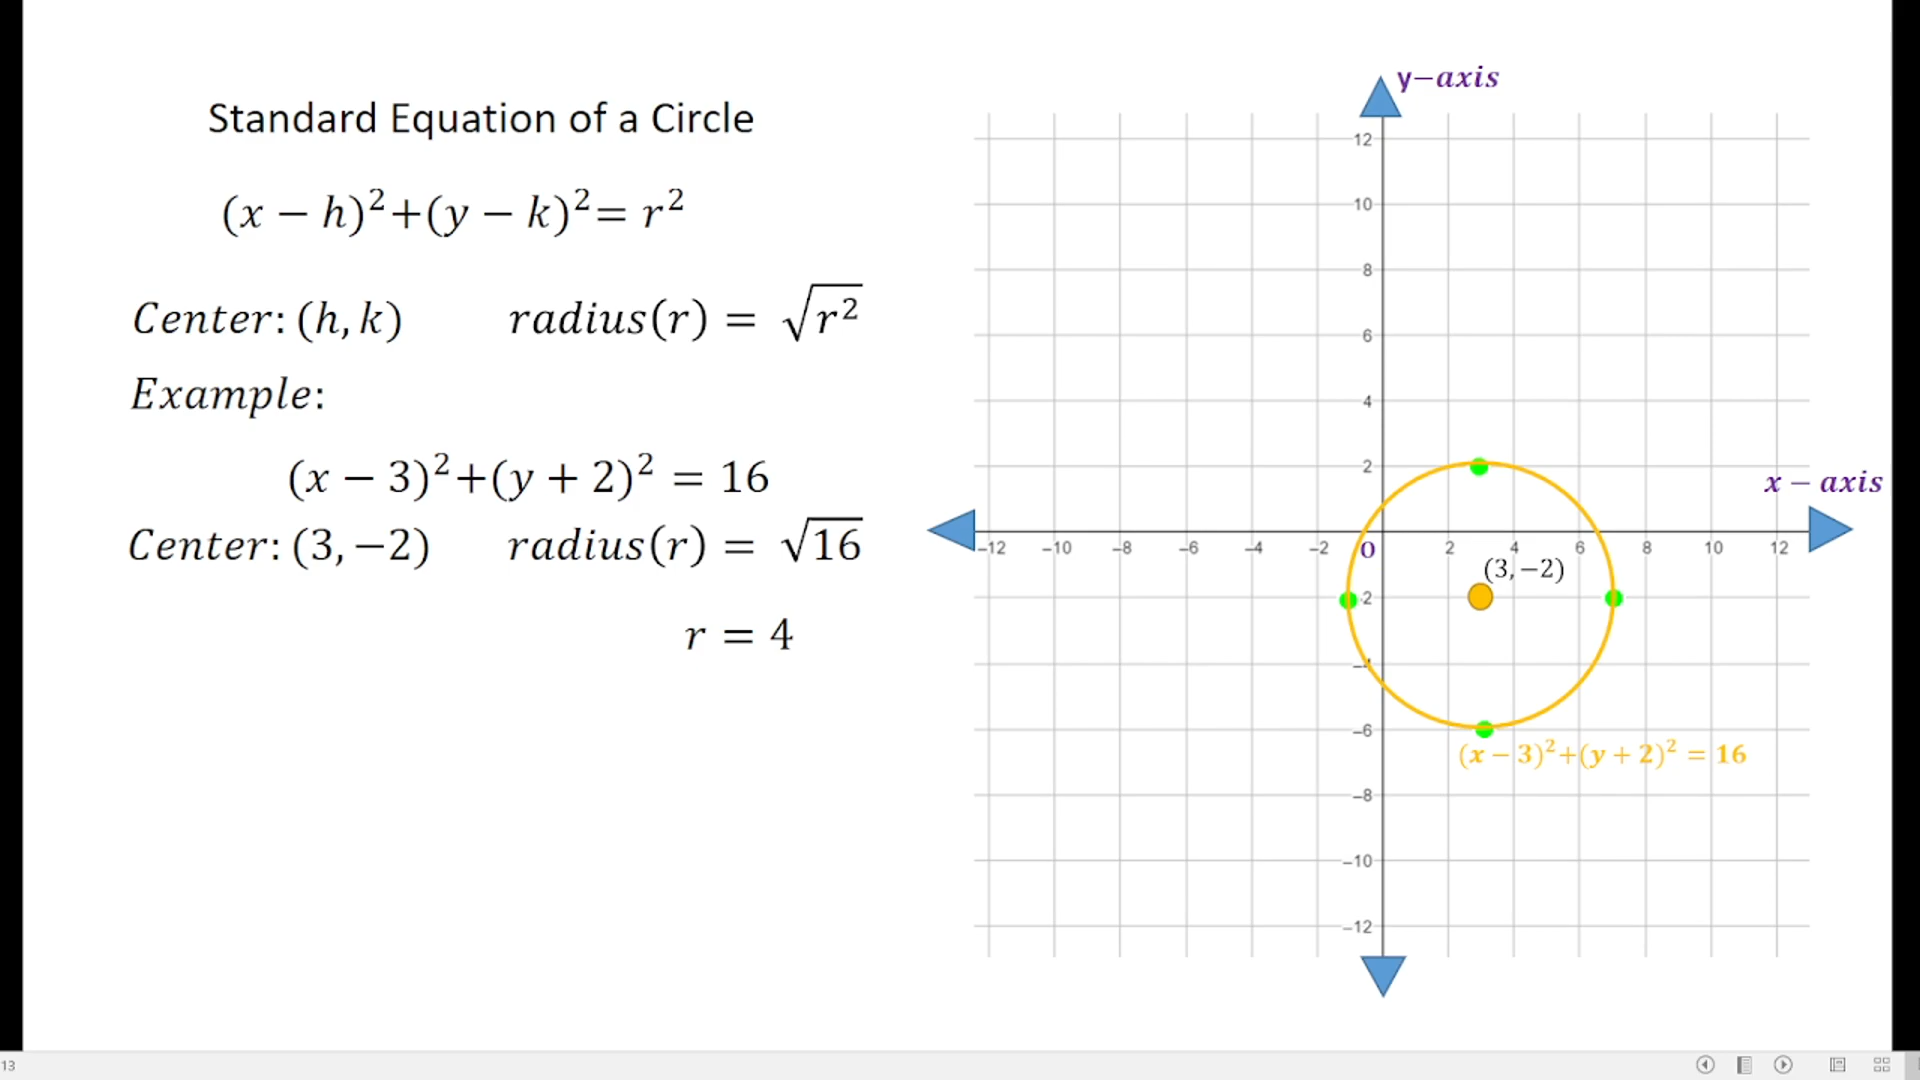 Standard Equation of a Circle
(x − h)²+(y − k)²= r²
Center: (h, k) radius(r) = √r²
Example:
(x − 3)²+(y + 2)² = 16
Center: (3, −2) radius(r) = √16
r = 4
y−axis
12
10
8
6
4
2
x − axis
−12 −10 −8 −6 −4 −2 0 2 4 6 8 10 12
(3, −2)
−2
−4
−6
(x − 3)²+(y + 2)² = 16
−8
−10
−12
13